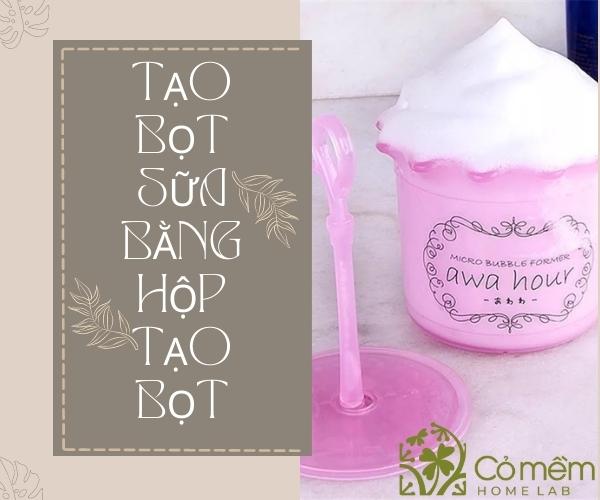 TẠO
BỌT
SỮA
BẰNG
HỘP
TẠO
BỌT
MICRO BUBBLE FORMER
awa hour
- あわわ -
Cỏ mềm
HOME LAB